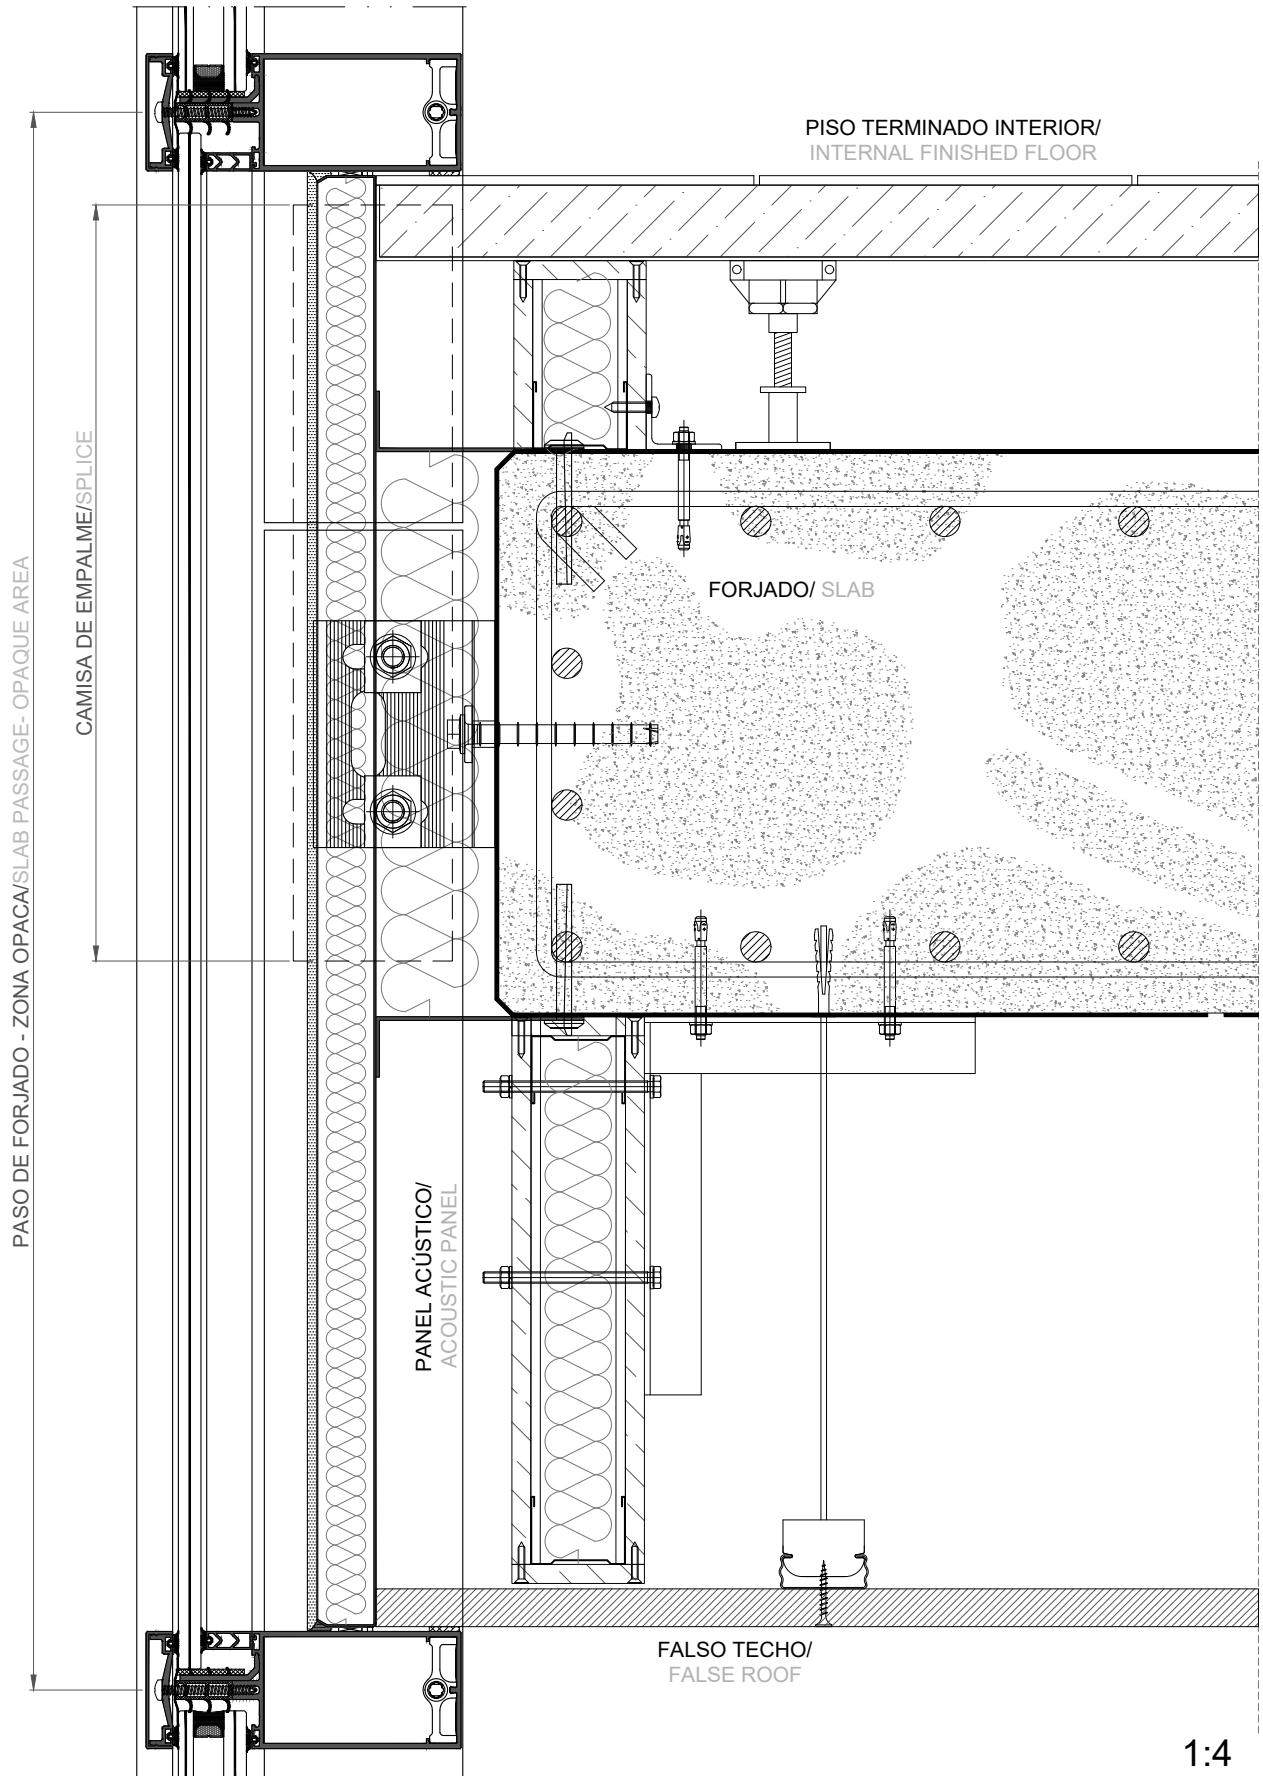 PISO TERMINADO INTERIOR/
INTERNAL FINISHED FLOOR
CAMISA DE EMPALME/SPLICE
PASO DE FORJADO - ZONA OPACA/SLAB PASSAGE- OPAQUE AREA
FORJADO/ SLAB
PANEL ACÚSTICO/
ACOUSTIC PANEL
FALSO TECHO/
FALSE ROOF
1:4